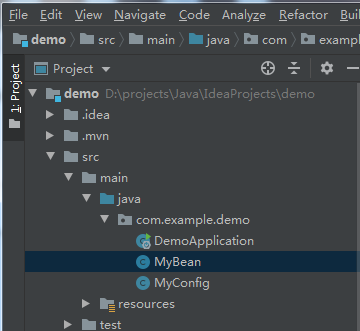 File Edit View Navigate Code Analyze Refactor
demo src main java com example
1: Project
Project
demo D:\projects\Java\IdeaProjects\demo
.idea
.mvn
src
main
java
com.example.demo
DemoApplication
MyBean
MyConfig
resources
test